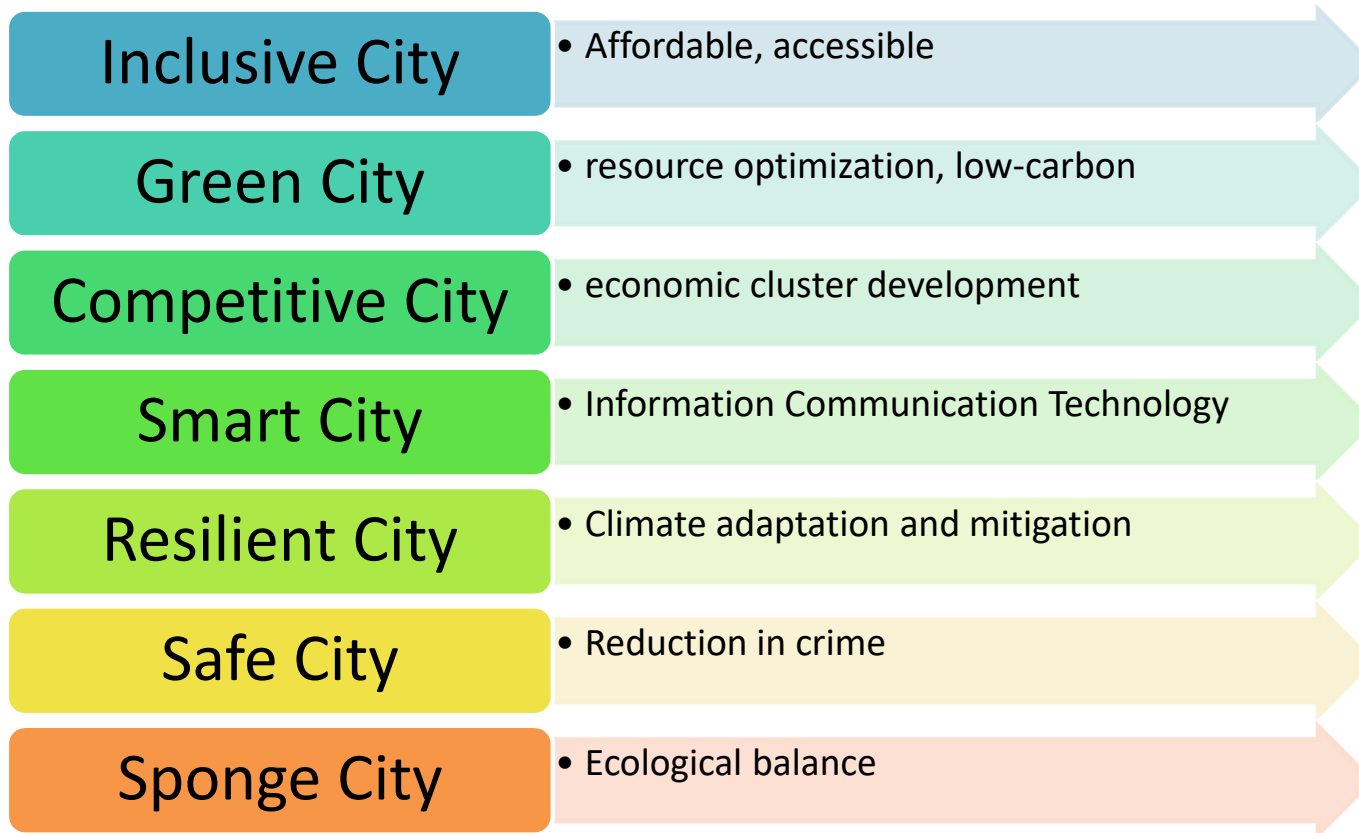 Inclusive City
• Affordable, accessible
Green City
• resource optimization, low-carbon
Competitive City
• economic cluster development
Smart City
• Information Communication Technology
Resilient City
• Climate adaptation and mitigation
Safe City
• Reduction in crime
Sponge City
• Ecological balance